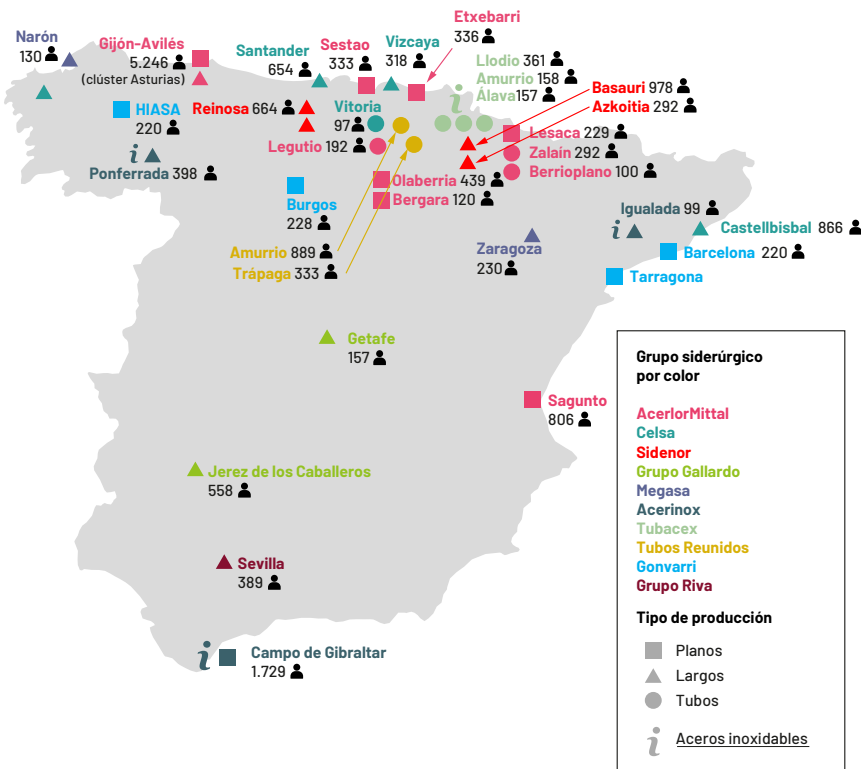 Narón
130
Gijón-Avilés
5.246
(clúster Asturias)
Santander
654
Sestao
333
Vizcaya
318
Etxebarri
336
Llodio 361
Amurrio 158
Álava 157
Basauri 978
Azkoitia 292
HIASA
220
Reinosa 664
Vitoria
97
Legutio 192
Lesaca 229
Zalaín 292
Berrioplano 100
i
Ponferrada 398
Olaberria 439
Bergara 120
Burgos
228
Igualada 99
i
Castellbisbal 866
Amurrio 889
Trápaga 333
Zaragoza
230
Barcelona 220
Tarragona
i
Getafe
157
Sagunto
806
Jerez de los Caballeros
558
Sevilla
389
i
Campo de Gibraltar
1.729
Grupo siderúrgico
por color
AcerlorMittal
Celsa
Sidenor
Grupo Gallardo
Megasa
Acerinox
Tubacex
Tubos Reunidos
Gonvarri
Grupo Riva
Tipo de producción
Planos
Largos
Tubos
i Aceros inoxidables